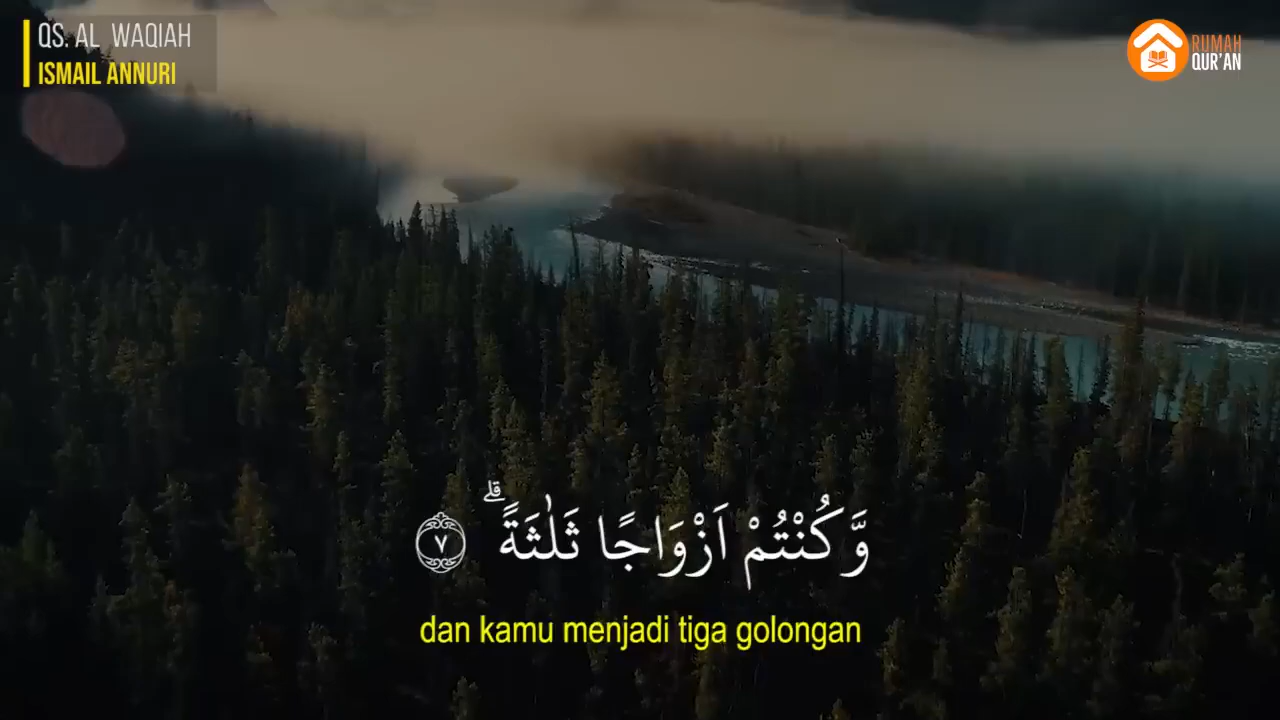 QS. AL WAQIAH
ISMAIL ANNURI
RUMAH
QUR'AN
وَّكُنْتُمْ اَزْوَاجًا ثَلٰثَةً ۗ ٧
dan kamu menjadi tiga golongan